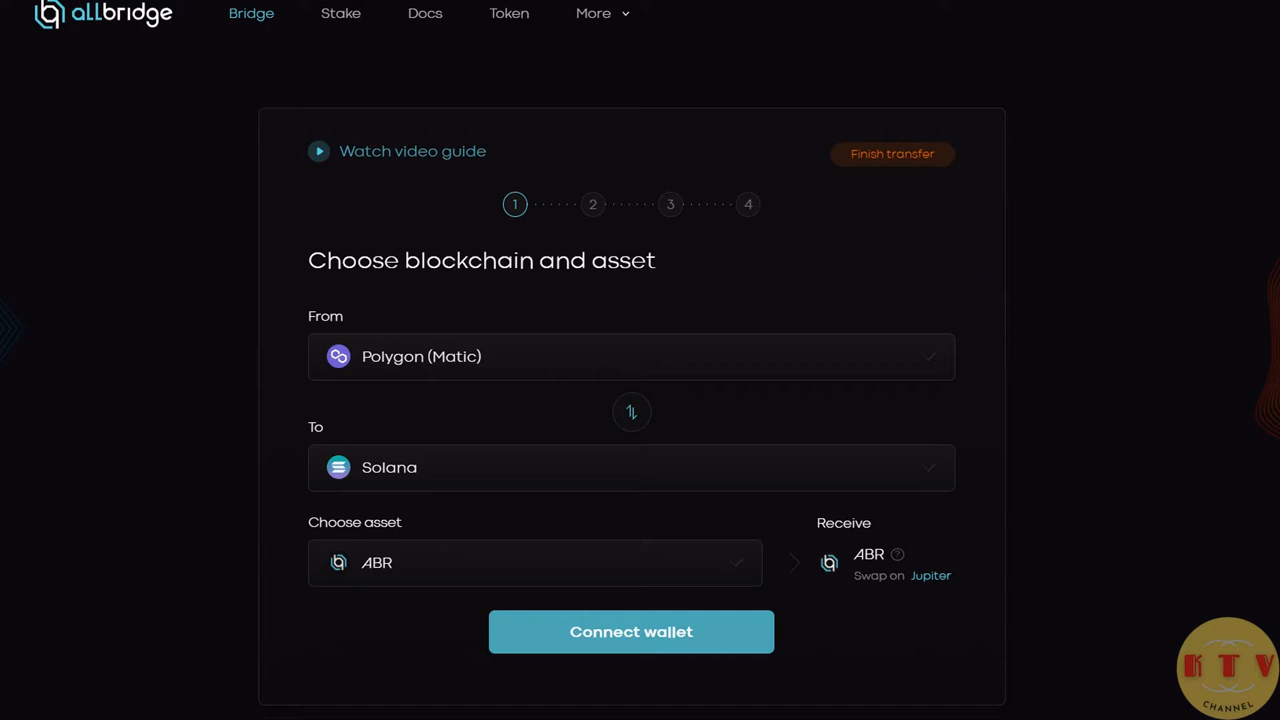 allbridge
Bridge
Stake
Docs
Token
More
Watch video guide
Finish transfer
1
2
3
4
Choose blockchain and asset
From
Polygon (Matic)
To
Solana
Choose asset
Receive
ABR
ABR ?
Swap on Jupiter
Connect wallet
KTV
CHANNEL